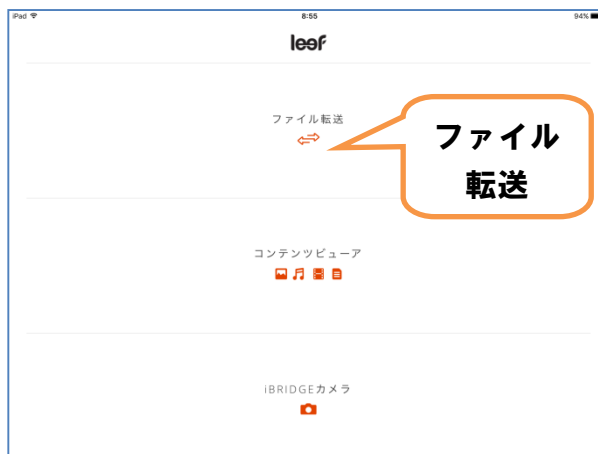 iPad 8:55 94%
leef
ファイル転送
ファイル
転送
コンテンツビューア
iBRIDGEカメラ